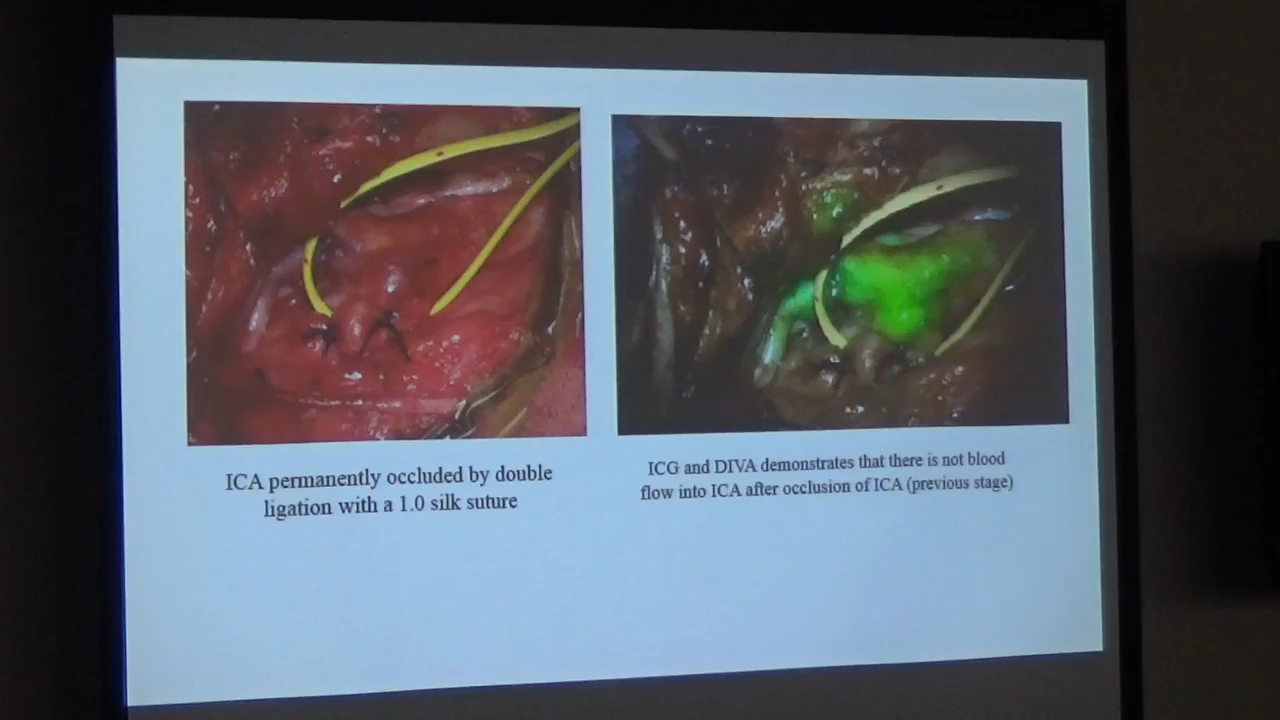 ICA permanently occluded by double
ligation with a 1.0 silk suture
ICG and DIVA demonstrates that there is not blood
flow into ICA after occlusion of ICA (previous stage)